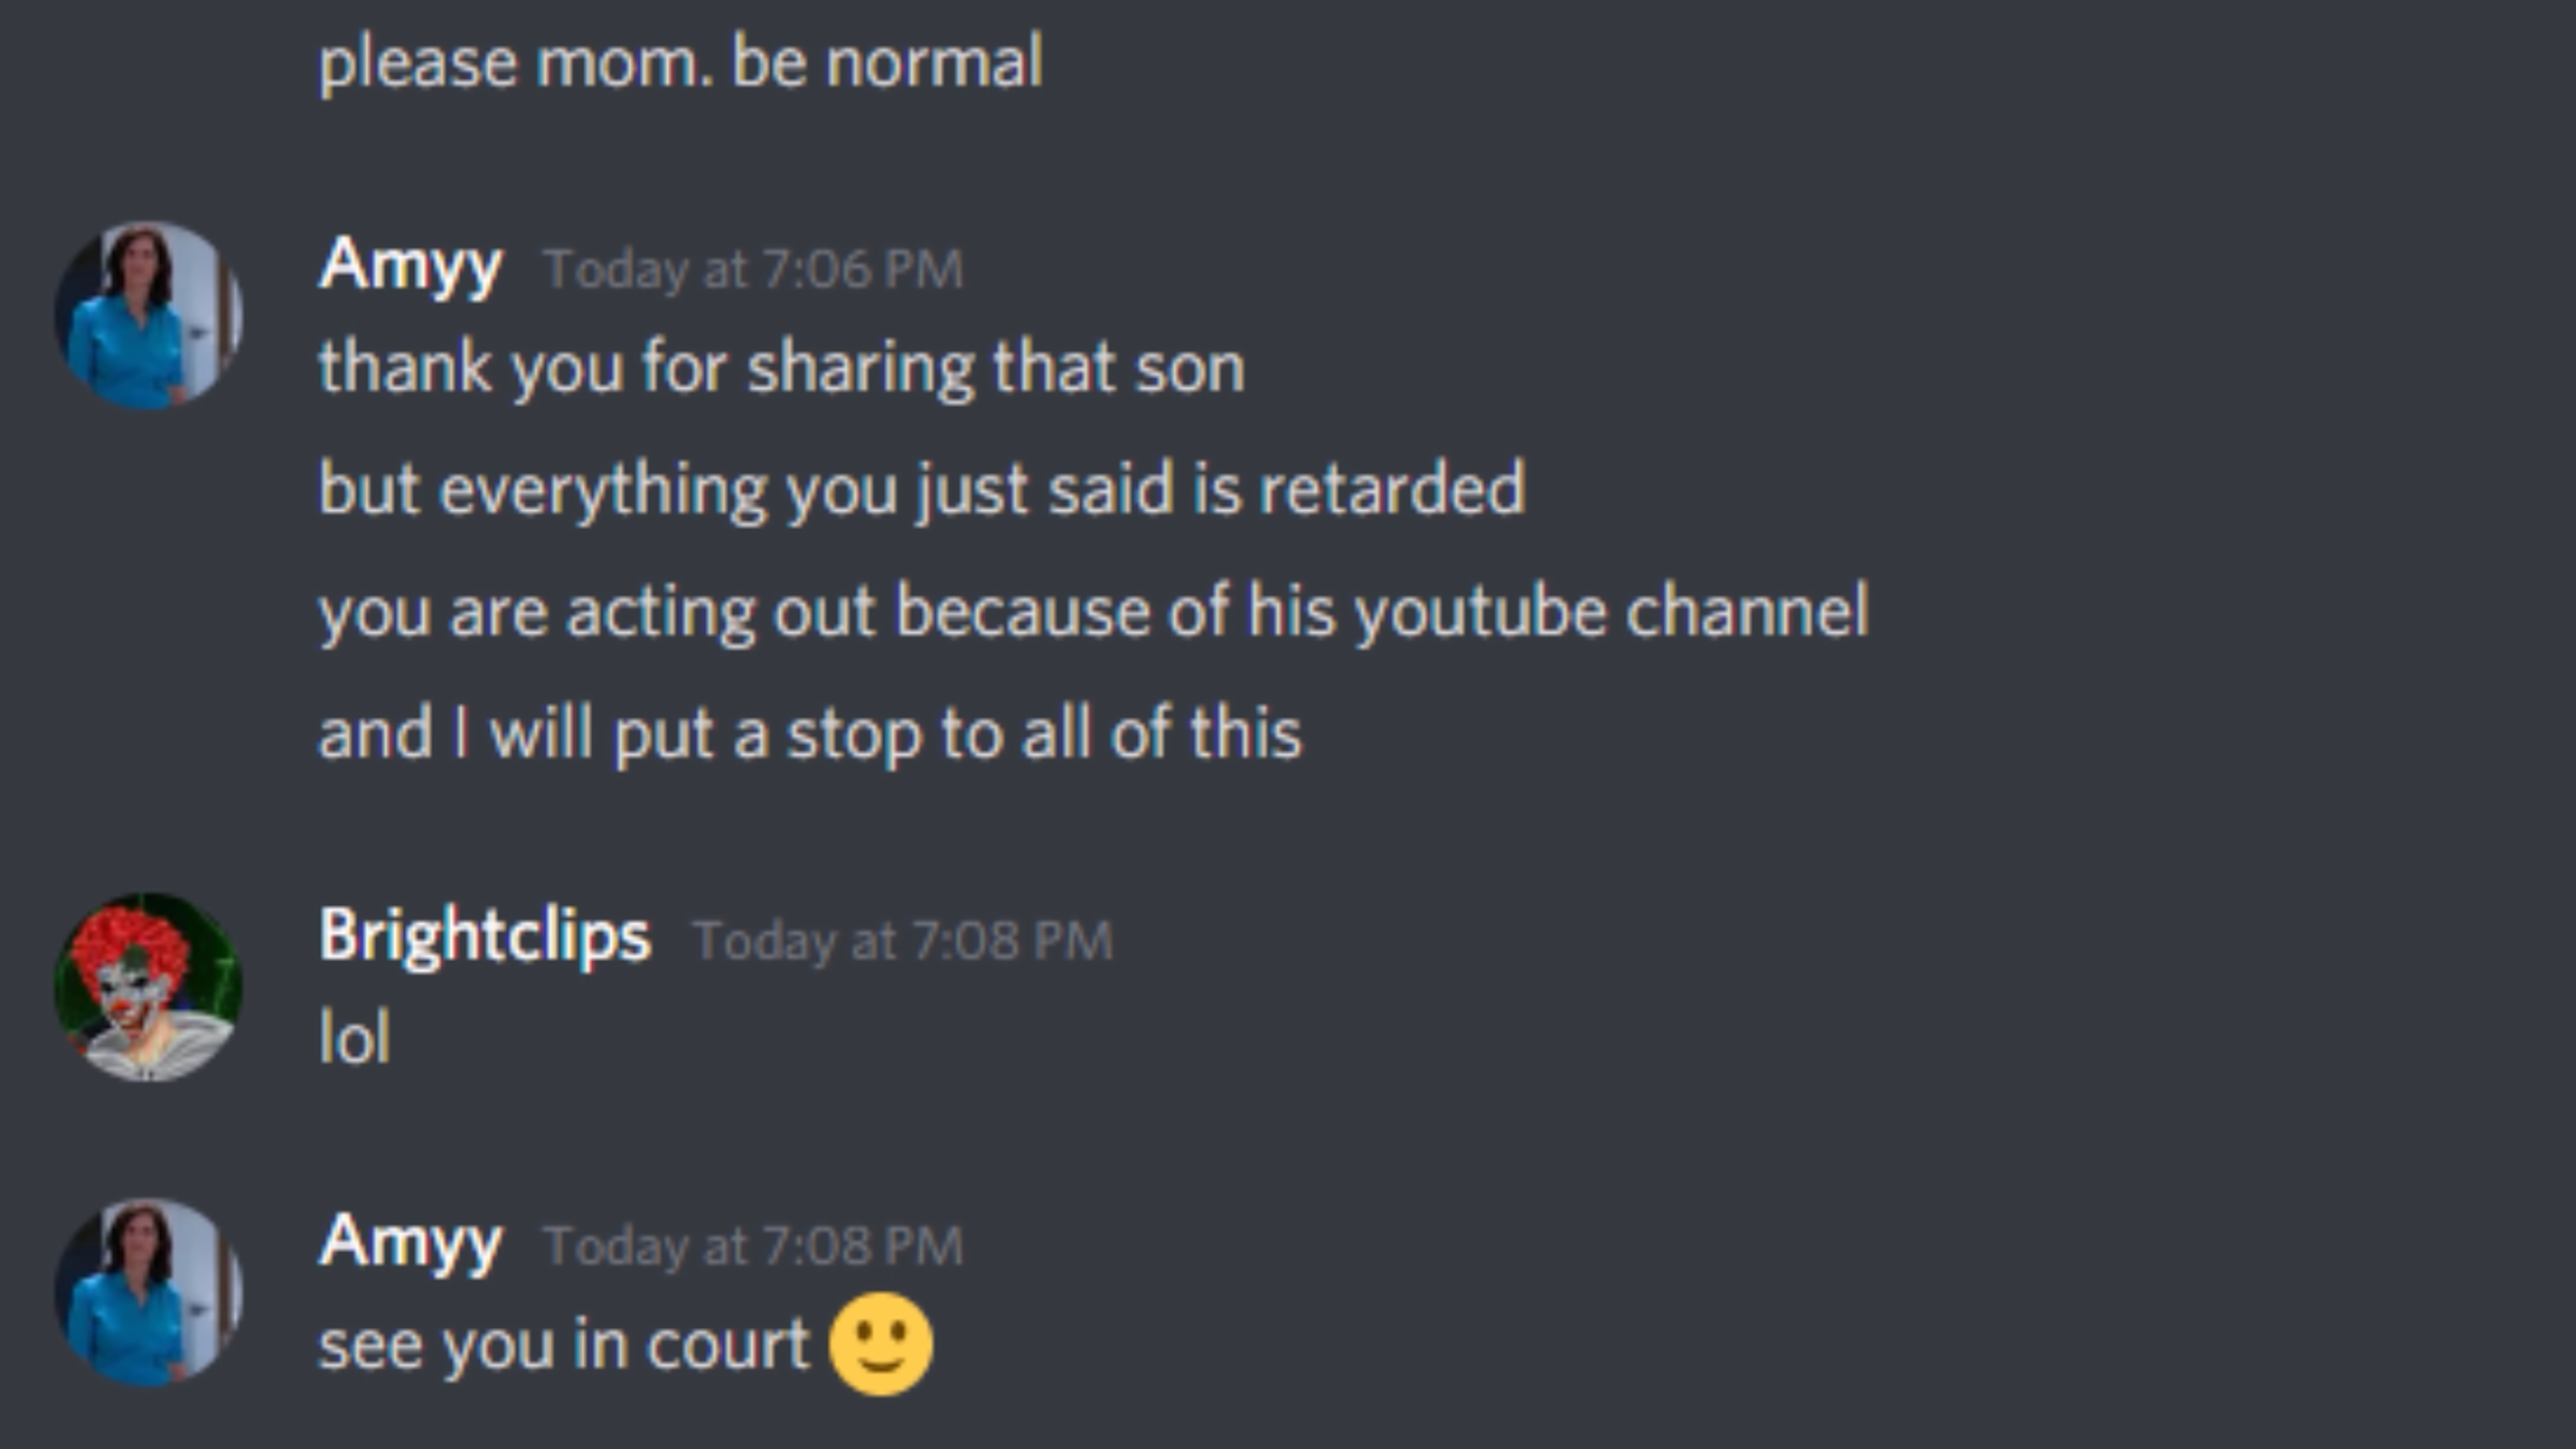 please mom. be normal
Amyy Today at 7:06 PM
thank you for sharing that son
but everything you just said is retarded
you are acting out because of his youtube channel
and I will put a stop to all of this
Brightclips Today at 7:08 PM
lol
Amyy Today at 7:08 PM
see you in court 🙂